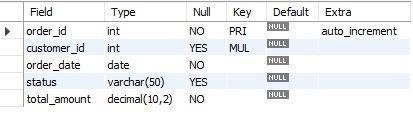 Field Type Null Key Default Extra
order_id int NO PRI NULL auto_increment
customer_id int YES MUL NULL
order_date date NO NULL
status varchar(50) YES NULL
total_amount decimal(10,2) NO NULL